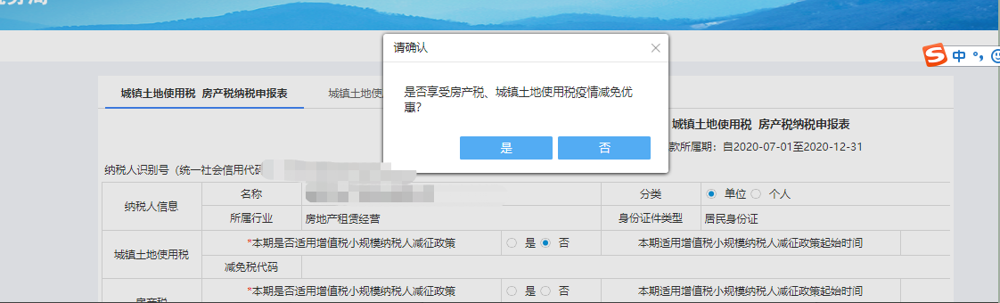 请确认
是否享受房产税、城镇土地使用税疫情减免优
惠?
是 否
中
城镇土地使用税 房产税纳税申报表 城镇土地使
城镇土地使用税 房产税纳税申报表
款所属期：自2020-07-01至2020-12-31
纳税人识别号（统一社会信用代码
纳税人信息 名称 分类 单位 个人
所属行业 房地产租赁经营 身份证件类型 居民身份证
城镇土地使用税 *本期是否适用增值税小规模纳税人减征政策 是 否 本期适用增值税小规模纳税人减征政策起始时间
减免税代码
房产税 *本期是否适用增值税小规模纳税人减征政策 是 否 本期适用增值税小规模纳税人减征政策起始时间